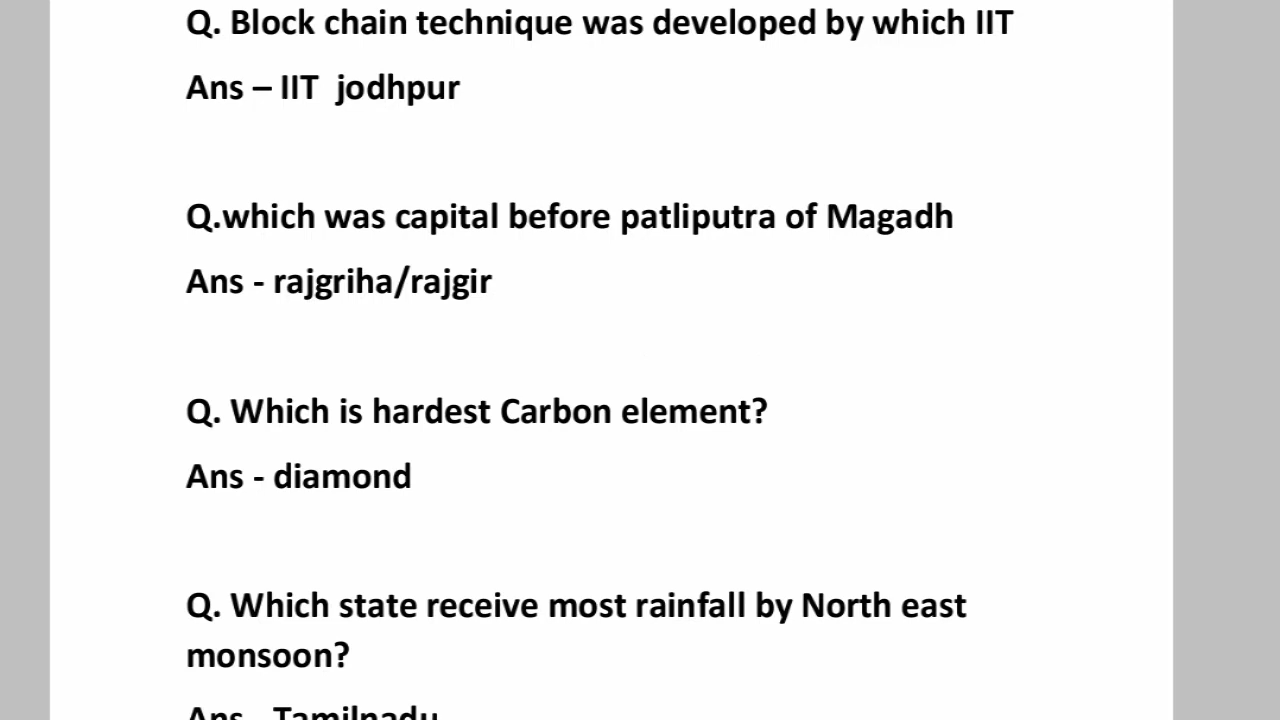 Q. Block chain technique was developed by which IIT
Ans – IIT  jodhpur
Q.which was capital before patliputra of Magadh
Ans - rajgriha/rajgir
Q. Which is hardest Carbon element?
Ans - diamond
Q. Which state receive most rainfall by North east
monsoon?
Ans - Tamilnadu